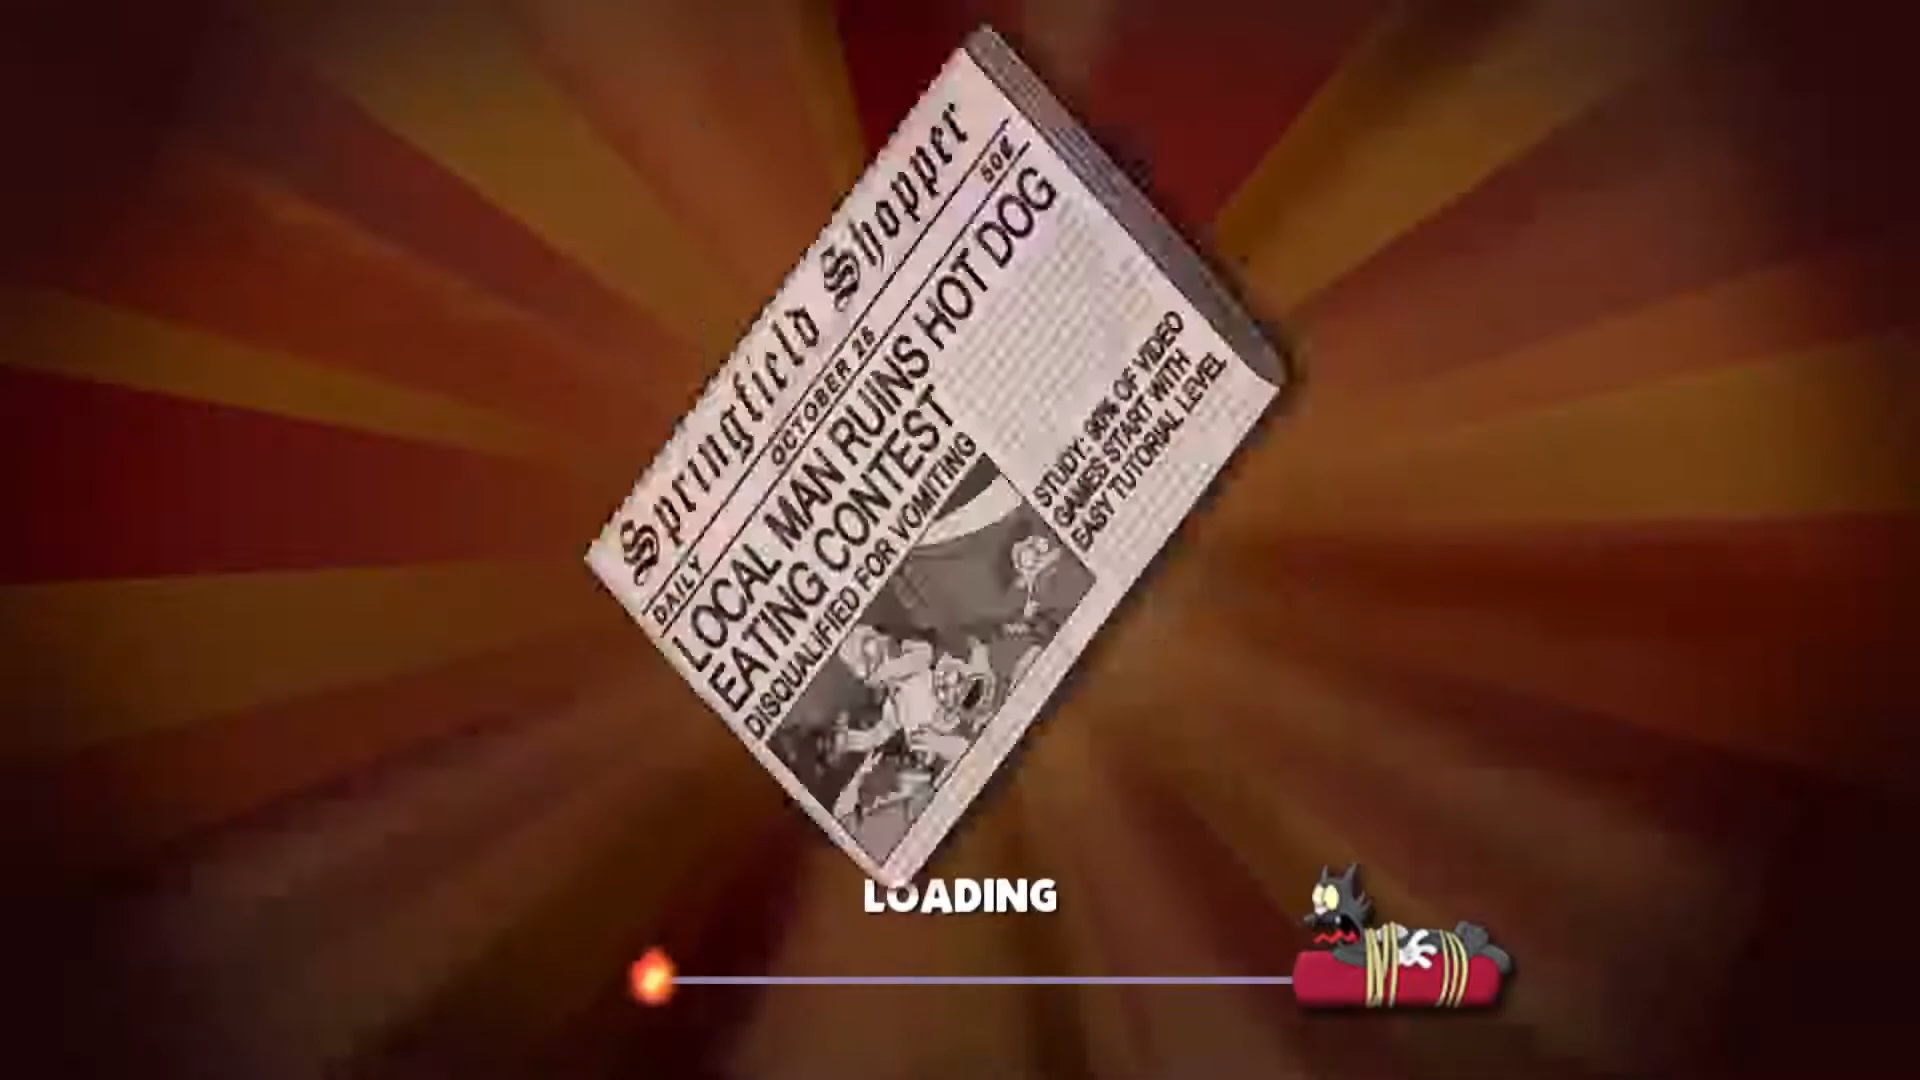 Springfield Shopper
DAILY OCTOBER 26 50¢
LOCAL MAN RUINS HOT DOG
EATING CONTEST
DISQUALIFIED FOR VOMITING
STUDY: 90% OF VIDEO
GAMES START WITH
EASY TUTORIAL LEVEL
LOADING